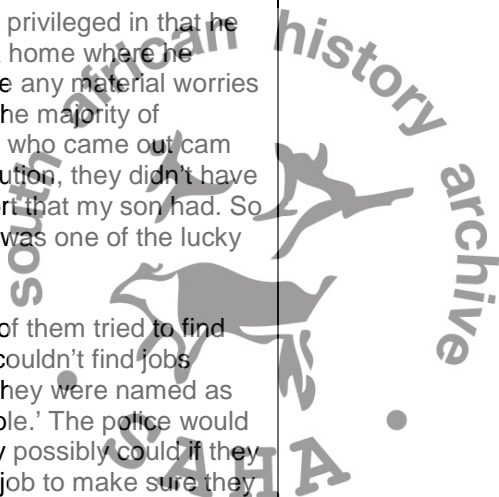 privileged in that he
home where he
e any material worries
he majority of
who came out cam
ution, they didn't have
rt that my son had. So
was one of the lucky
of them tried to find
couldn't find jobs
hey were named as
ple.' The police would
y possibly could if they
job to make sure they
south african history archive
SAHA